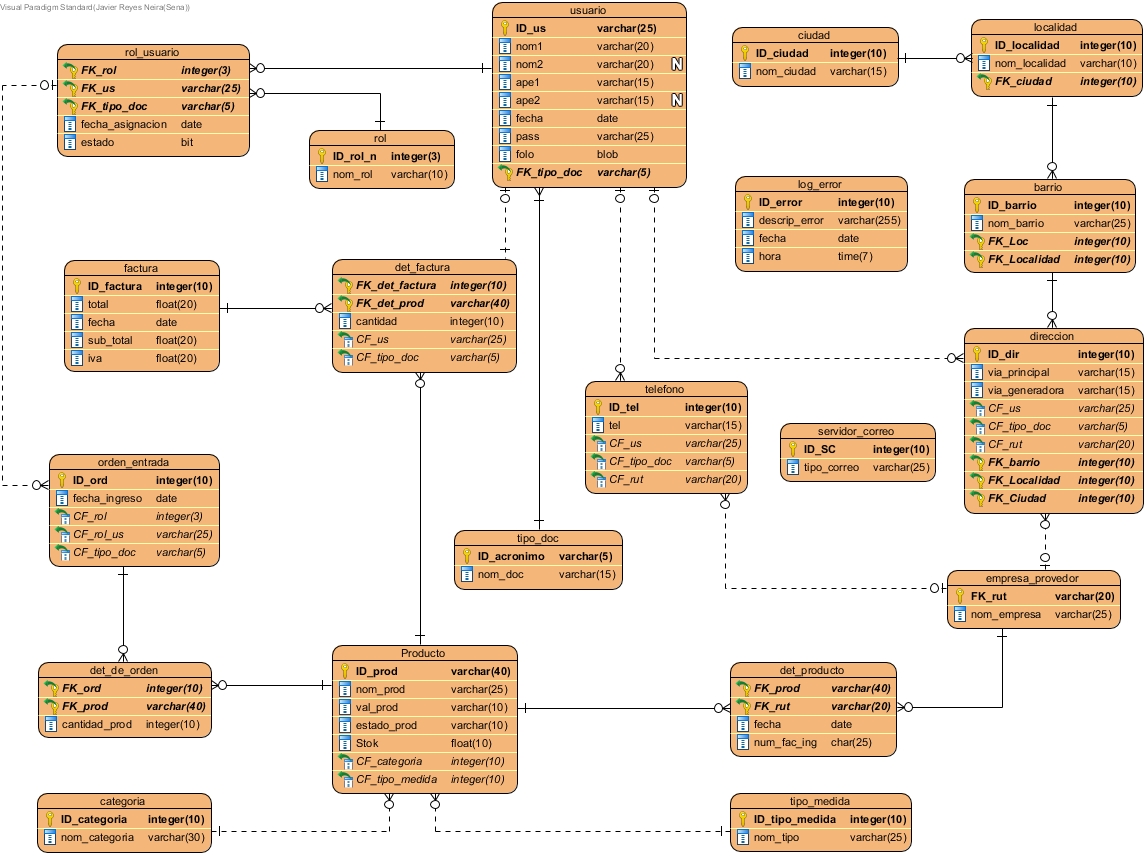 Visual Paradigm Standard(Javier Reyes Neira(Sena))
usuario
ID_us varchar(25)
nom1 varchar(20)
nom2 varchar(20) N
ape1 varchar(15)
ape2 varchar(15) N
fecha date
pass varchar(25)
folo blob
FK_tipo_doc varchar(5)
ciudad
ID_ciudad integer(10)
nom_ciudad varchar(15)
localidad
ID_localidad integer(10)
nom_localidad varchar(10)
FK_ciudad integer(10)
rol_usuario
FK_rol integer(3)
FK_us varchar(25)
FK_tipo_doc varchar(5)
fecha_asignacion date
estado bit
rol
ID_rol_n integer(3)
nom_rol varchar(10)
log_error
ID_error integer(10)
descrip_error varchar(255)
fecha date
hora time(7)
barrio
ID_barrio integer(10)
nom_barrio varchar(25)
FK_Loc integer(10)
FK_Localidad integer(10)
factura
ID_factura integer(10)
total float(20)
fecha date
sub_total float(20)
iva float(20)
det_factura
FK_det_factura integer(10)
FK_det_prod varchar(40)
cantidad integer(10)
CF_us varchar(25)
CF_tipo_doc varchar(5)
direccion
ID_dir integer(10)
via_principal varchar(15)
via_generadora varchar(15)
CF_us varchar(25)
CF_tipo_doc varchar(5)
CF_rut varchar(20)
FK_barrio integer(10)
FK_Localidad integer(10)
FK_Ciudad integer(10)
telefono
ID_tel integer(10)
tel varchar(15)
CF_us varchar(25)
CF_tipo_doc varchar(5)
CF_rut varchar(20)
servidor_correo
ID_SC integer(10)
tipo_correo varchar(25)
orden_entrada
ID_ord integer(10)
fecha_ingreso date
CF_rol integer(3)
CF_rol_us varchar(25)
CF_tipo_doc varchar(5)
tipo_doc
ID_acronimo varchar(5)
nom_doc varchar(15)
empresa_provedor
FK_rut varchar(20)
nom_empresa varchar(25)
det_de_orden
FK_ord integer(10)
FK_prod varchar(40)
cantidad_prod integer(10)
Producto
ID_prod varchar(40)
nom_prod varchar(25)
val_prod varchar(10)
estado_prod varchar(10)
Stok float(10)
CF_categoria integer(10)
CF_tipo_medida integer(10)
det_producto
FK_prod varchar(40)
FK_rut varchar(20)
fecha date
num_fac_ing char(25)
categoria
ID_categoria integer(10)
nom_categoria varchar(30)
tipo_medida
ID_tipo_medida integer(10)
nom_tipo varchar(25)